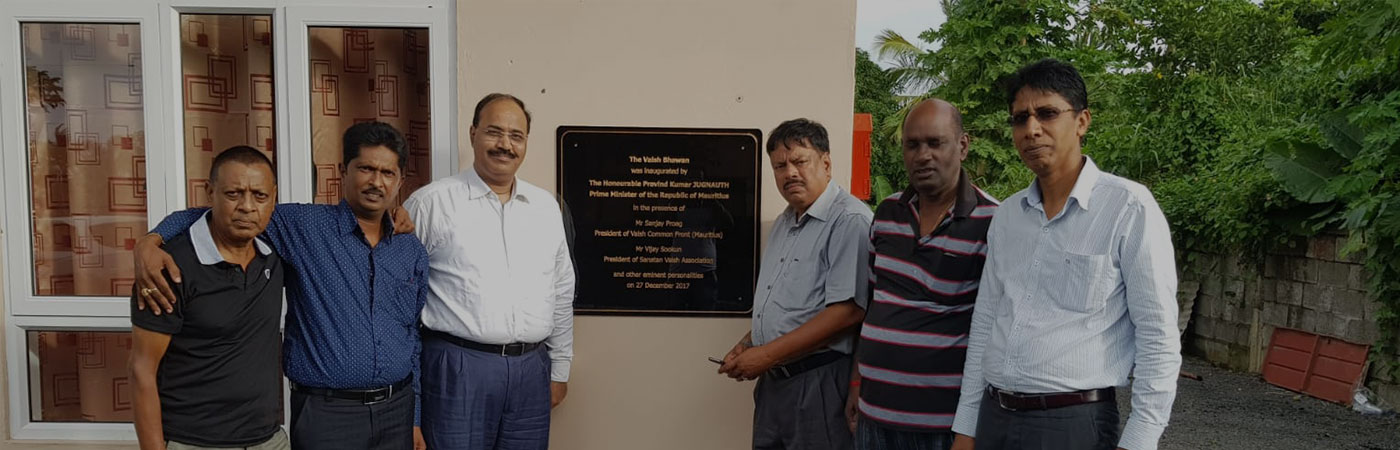 The Vaish Bhawan
was inaugurated by
The Honourable Pravind Kumar JUGNAUTH
Prime Minister of the Republic of Mauritius
in the presence of
Mr Sanjay Proag
President of Vaish Common Front (Mauritius)
Mr Vijay Sookun
President of Sanatan Vaish Association
and other eminent personalities
on 27 December 2017